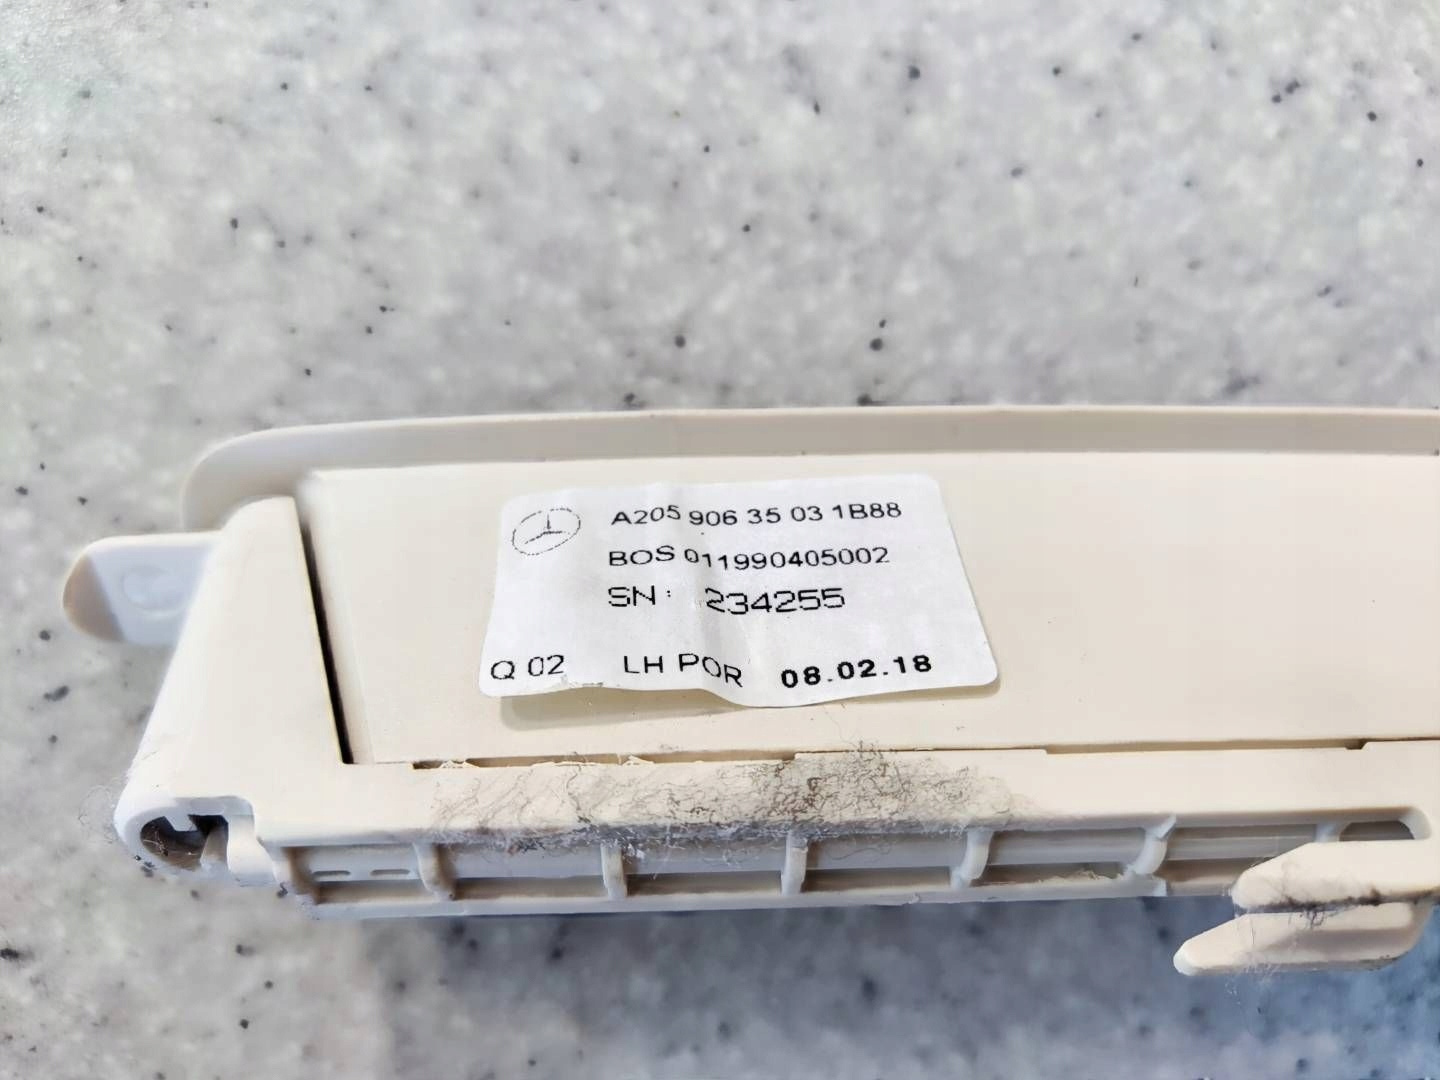 A205 906 35 03 1B88
BOS 011990405002
SN: 234255
Q 02 LH POR 08.02.18